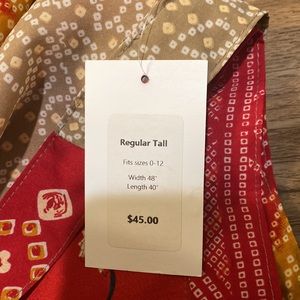 Regular Tall
Fits sizes 0-12
Width 48"
Length 40"
$45.00